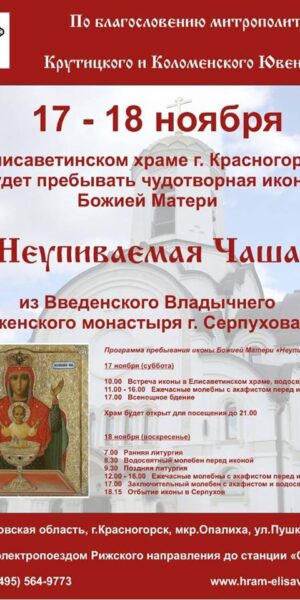 По благословению митрополит
Крутицкого и Коломенского Ювен
17 - 18 ноября
лисаветинском храме г. Красногор
удет пребывать чудотворная икон
Божией Матери
Неупиваемая Чаша
из Введенского Владычнего
женского монастыря г. Серпухова
Программа пребывания иконы Божией Матери «Неуп
17 ноября (суббота)
10.00 Встреча иконы в Елисаветинском храме, водосв
11.00 - 16.00 Ежечасные молебны с акафистом перед и
17.00 Всенощное бдение
Храм будет открыт для посещения до 21.00
18 ноября (воскресенье)
7.00 Ранняя литургия
8.30 Водосвятный молебен перед иконой
9.30 Поздняя литургия
12.00 - 16.00 Ежечасные молебны с акафистом перед и
17.00 Заключительный молебен с акафистом и водосв
18.15 Отбытие иконы в Серпухов
овская область, г.Красногорск, мкр.Опалиха, ул.Пушк
электропоездом Рижского направления до станции «О
495) 564-9773
www.hram-elisav